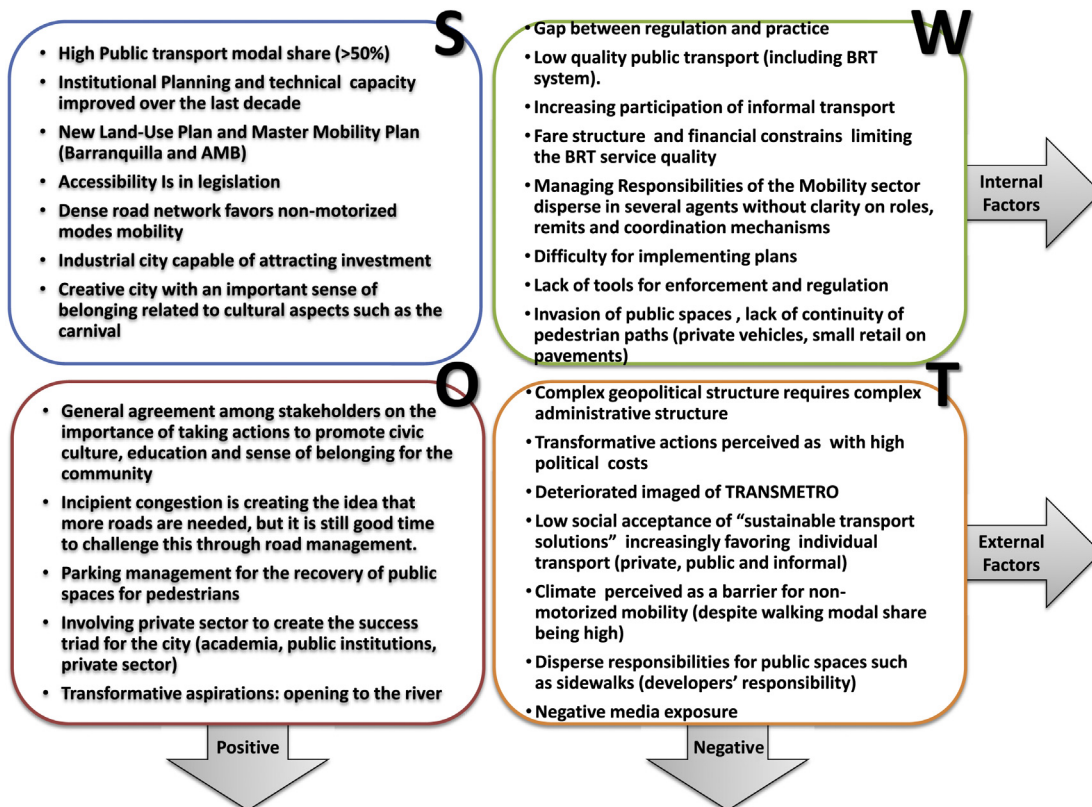 S
High Public transport modal share (>50%)
Institutional Planning and technical capacity
improved over the last decade
New Land-Use Plan and Master Mobility Plan
(Barranquilla and AMB)
Accessibility Is in legislation
Dense road network favors non-motorized
modes mobility
Industrial city capable of attracting investment
Creative city with an important sense of
belonging related to cultural aspects such as the
carnival
W
Gap between regulation and practice
Low quality public transport (including BRT
system).
Increasing participation of informal transport
Fare structure and financial constrains limiting
the BRT service quality
Managing Responsibilities of the Mobility sector
disperse in several agents without clarity on roles,
remits and coordination mechanisms
Difficulty for implementing plans
Lack of tools for enforcement and regulation
Invasion of public spaces , lack of continuity of
pedestrian paths (private vehicles, small retail on
pavements)
Internal
Factors
O
General agreement among stakeholders on the
importance of taking actions to promote civic
culture, education and sense of belonging for the
community
Incipient congestion is creating the idea that
more roads are needed, but it is still good time
to challenge this through road management.
Parking management for the recovery of public
spaces for pedestrians
Involving private sector to create the success
triad for the city (academia, public institutions,
private sector)
Transformative aspirations: opening to the river
T
Complex geopolitical structure requires complex
administrative structure
Transformative actions perceived as with high
political costs
Deteriorated imaged of TRANSMETRO
Low social acceptance of “sustainable transport
solutions” increasingly favoring individual
transport (private, public and informal)
Climate perceived as a barrier for non-
motorized mobility (despite walking modal share
being high)
Disperse responsibilities for public spaces such
as sidewalks (developers’ responsibility)
Negative media exposure
External
Factors
Positive
Negative